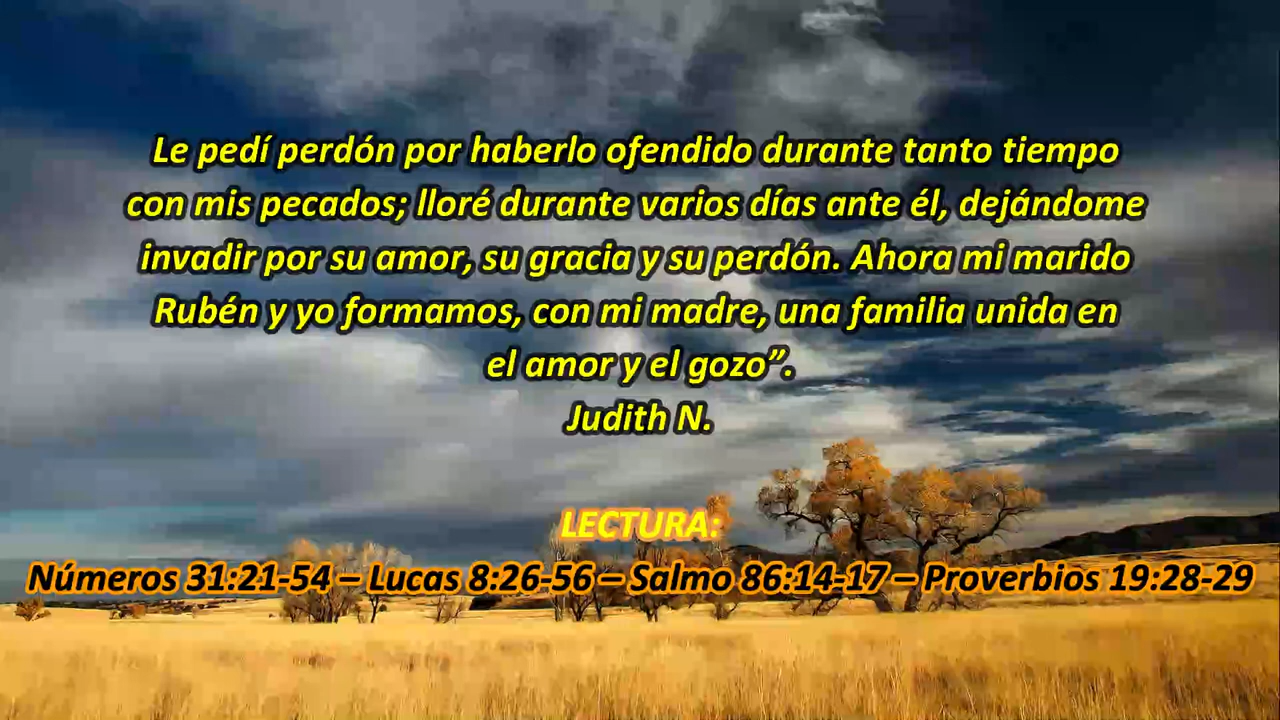 Le pedí perdón por haberlo ofendido durante tanto tiempo
con mis pecados; lloré durante varios días ante él, dejándome
invadir por su amor, su gracia y su perdón. Ahora mi marido
Rubén y yo formamos, con mi madre, una familia unida en
el amor y el gozo”.
Judith N.
LECTURA:
Números 31:21-54 – Lucas 8:26-56 – Salmo 86:14-17 – Proverbios 19:28-29